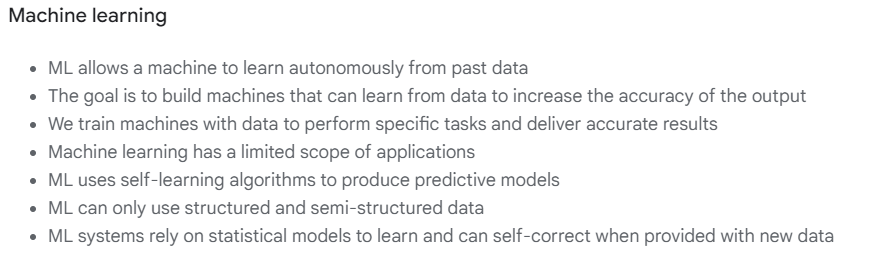 Machine learning
• ML allows a machine to learn autonomously from past data
• The goal is to build machines that can learn from data to increase the accuracy of the output
• We train machines with data to perform specific tasks and deliver accurate results
• Machine learning has a limited scope of applications
• ML uses self-learning algorithms to produce predictive models
• ML can only use structured and semi-structured data
• ML systems rely on statistical models to learn and can self-correct when provided with new data